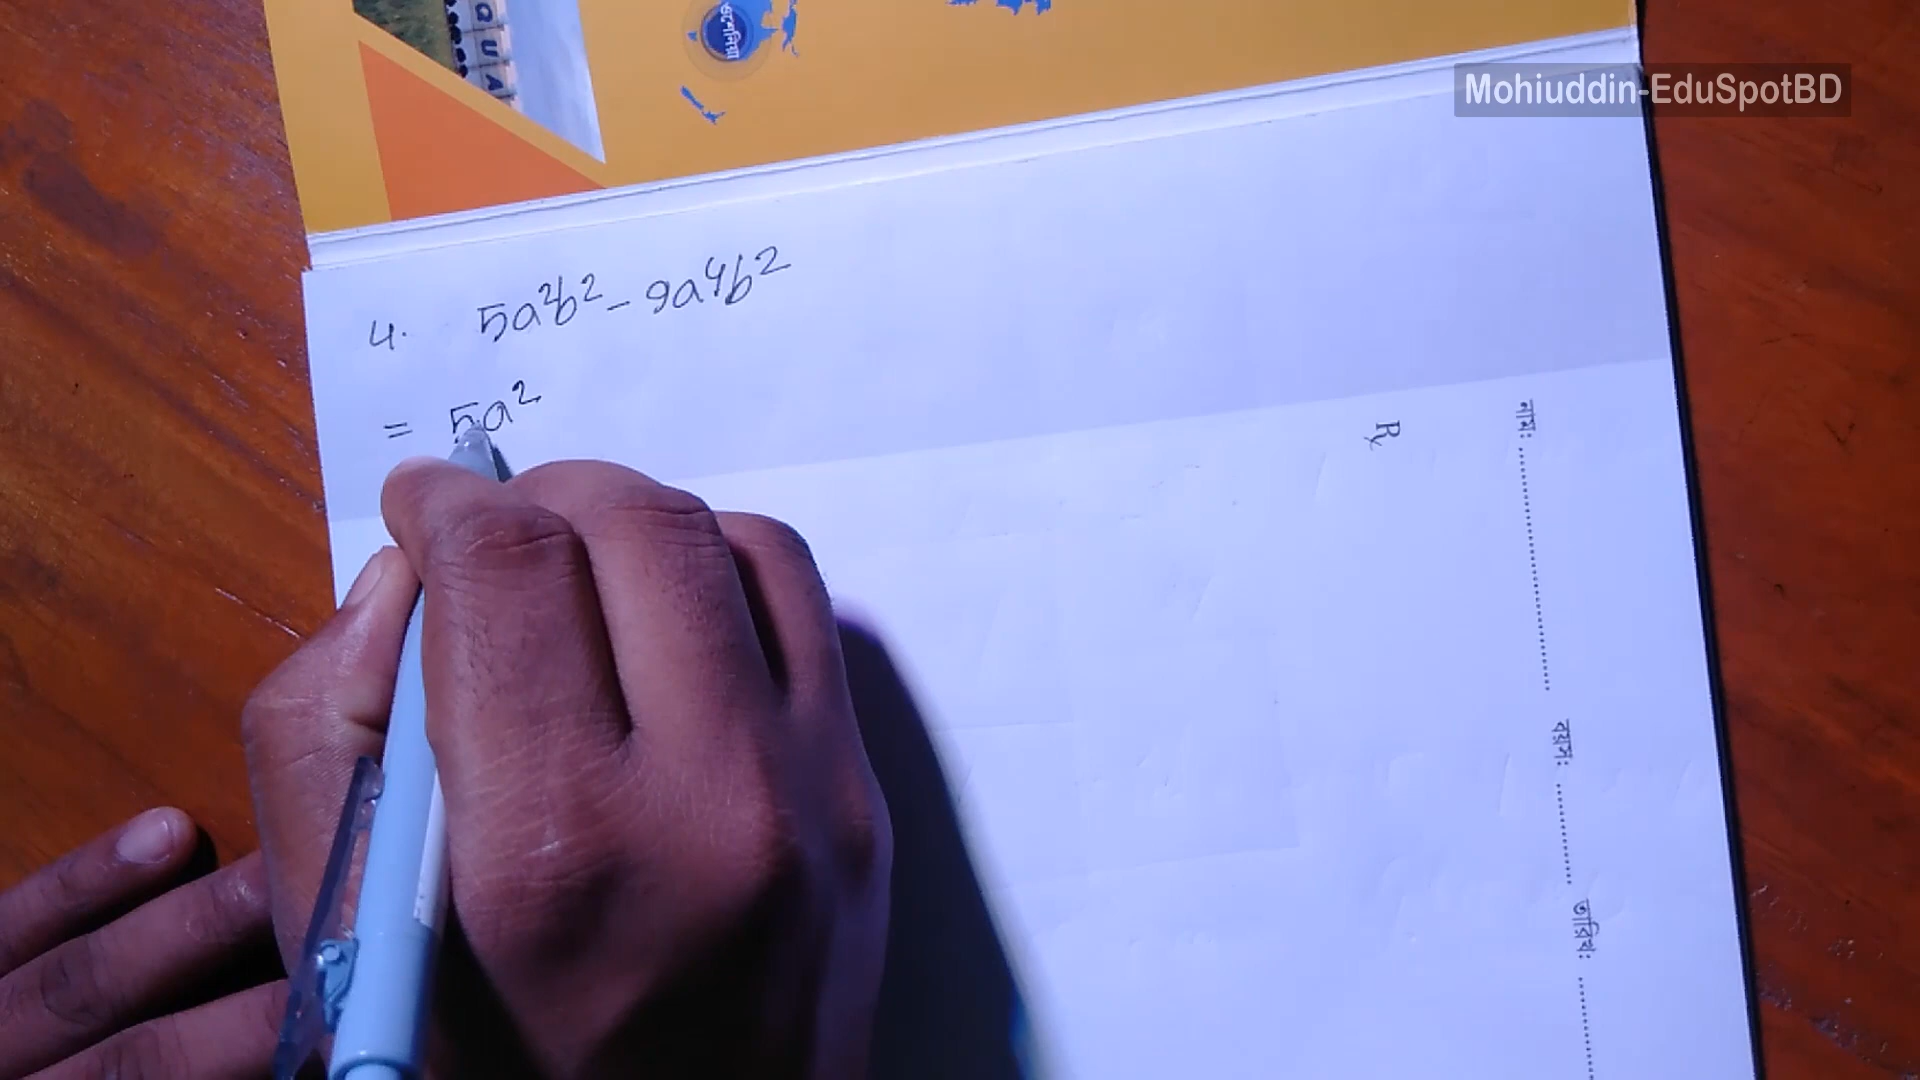 Mohiuddin-EduSpotBD
4. 5a²b² - 9a⁴b²
= 5a²
℞
নাম: ................................
বয়স: ..............
তারিখ: ..............